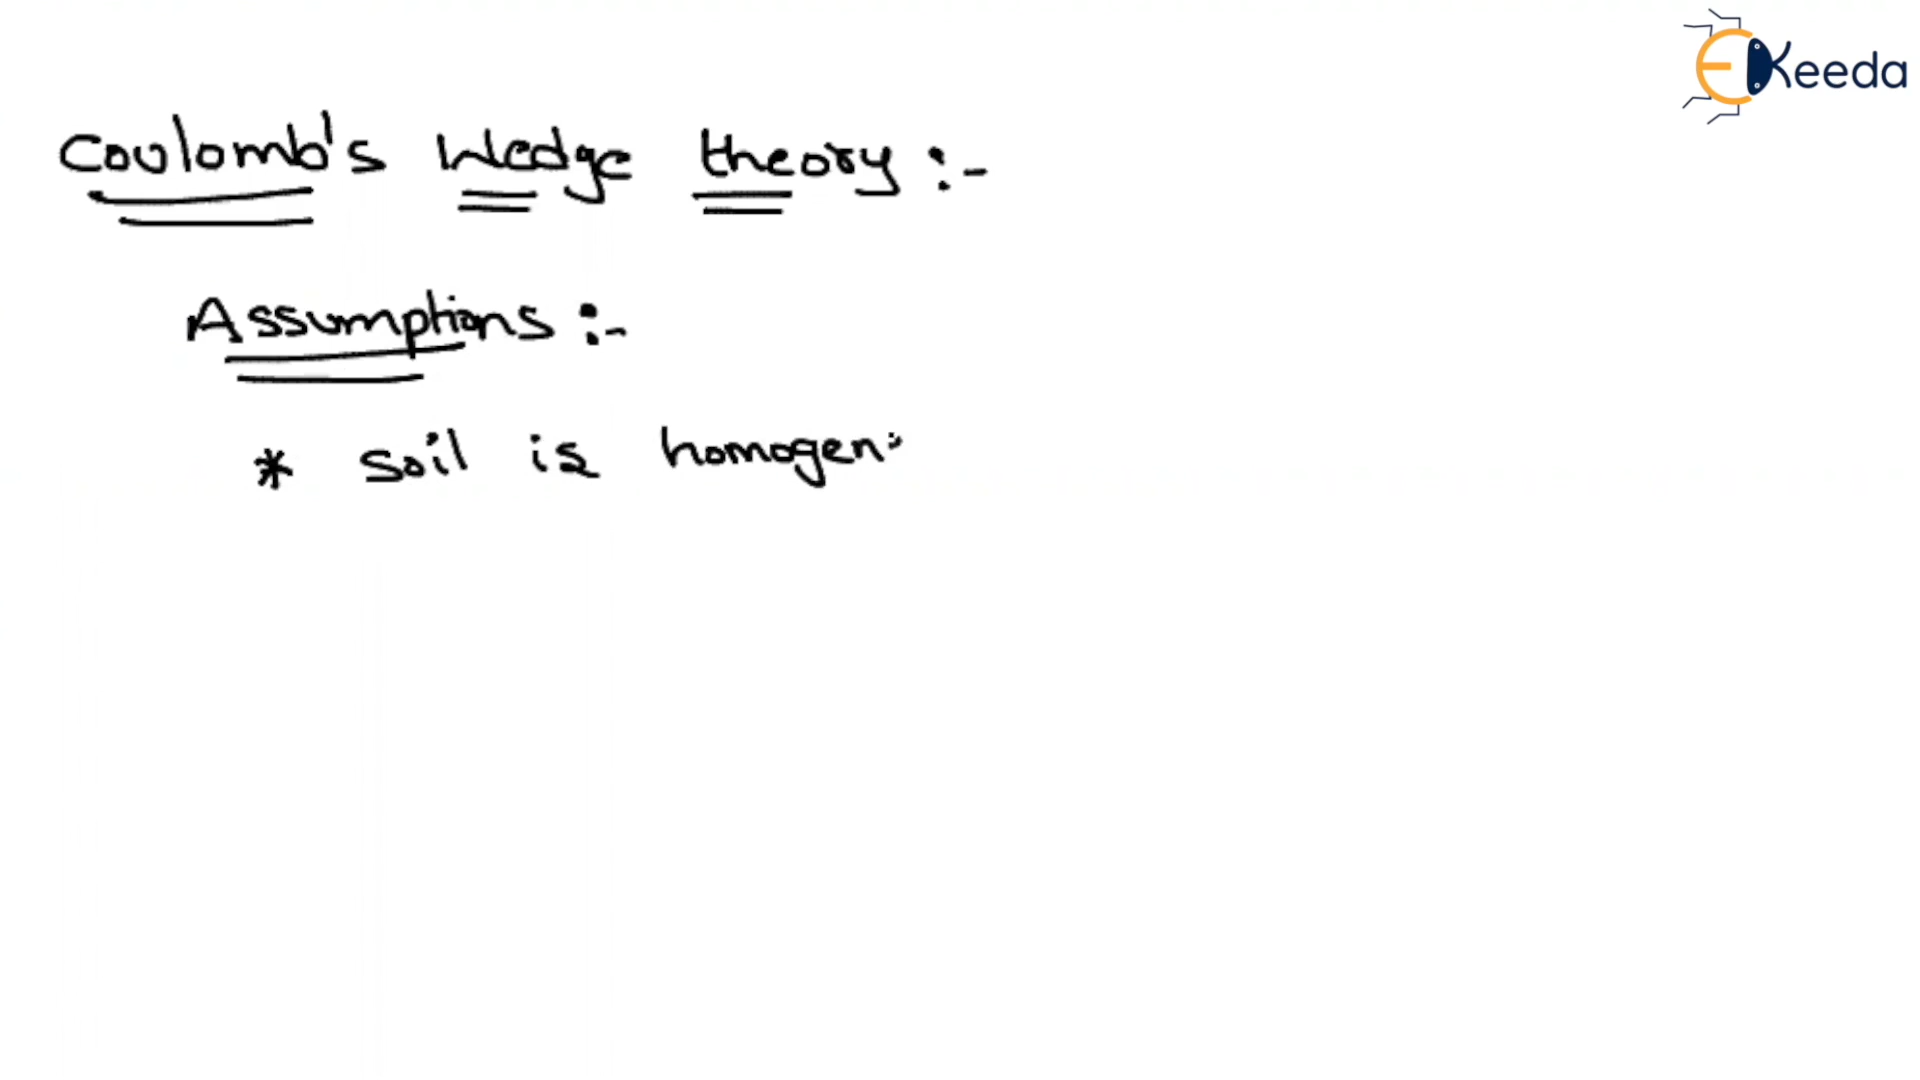 EKeeda
Coulomb's Wedge theory :-
Assumptions :-
* Soil is homogen